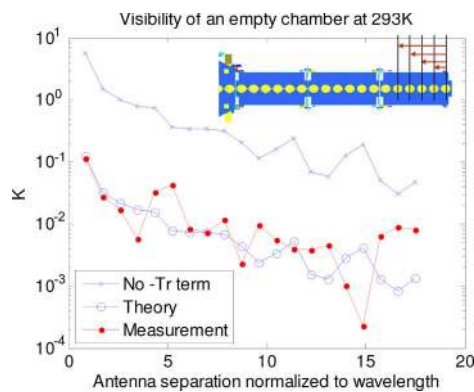 Visibility of an empty chamber at 293K
10^1
10^0
10^-1
10^-2
10^-3
10^-4
K
No -Tr term
Theory
Measurement
0 5 10 15 20
Antenna separation normalized to wavelength